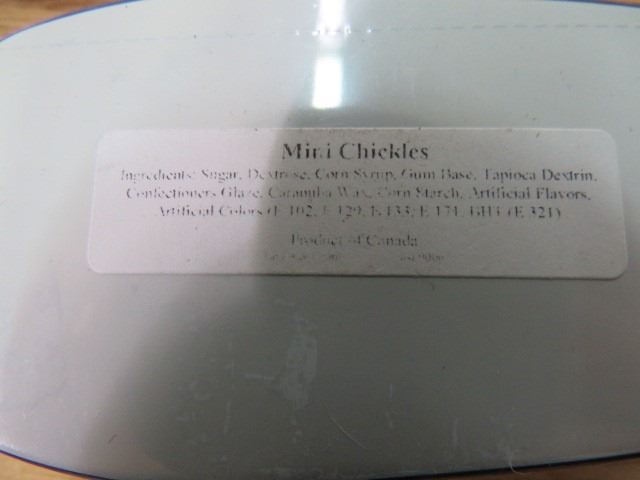 Mini Chickles
Ingredients: Sugar, Dextrose, Corn Syrup, Gum Base, Tapioca Dextrin,
Confectioners Glaze, Caranuba Wax, Corn Starch, Artificial Flavors,
Artificial Colors (E 102, E 129, E 133, E 171, BHT (E 321)
Product of Canada